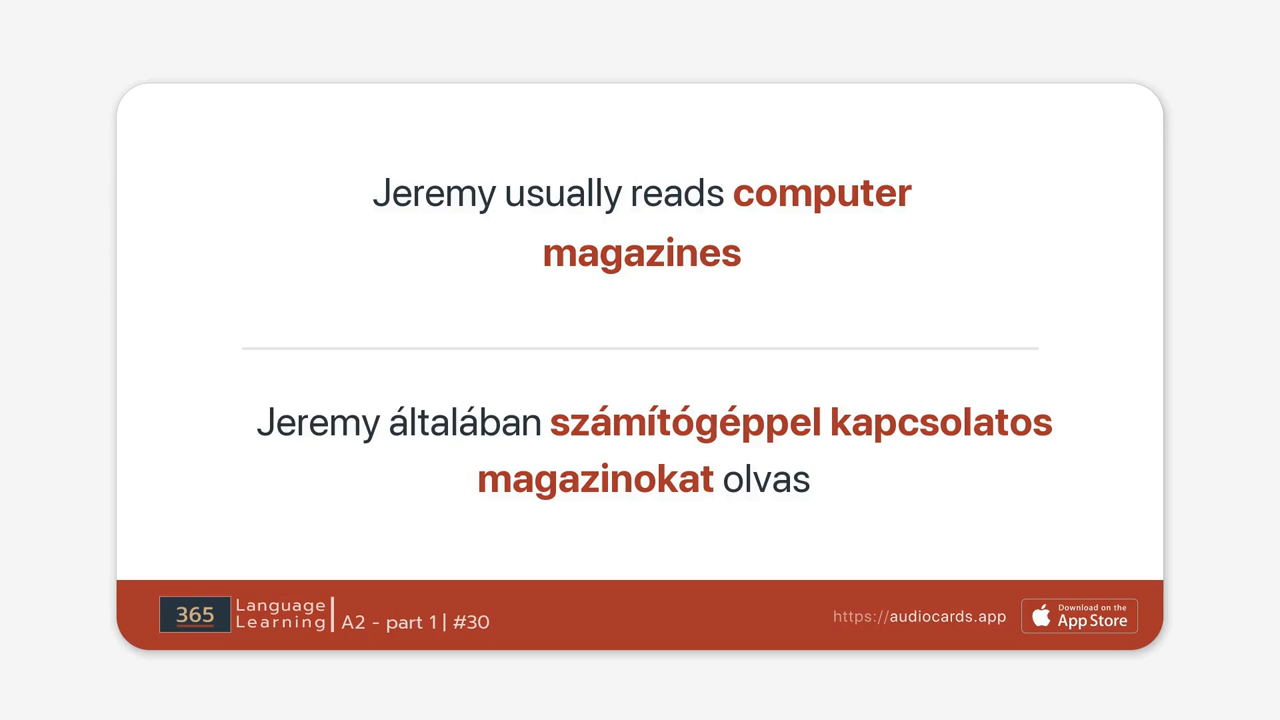 Jeremy usually reads computer
magazines
Jeremy általában számítógéppel kapcsolatos
magazinokat olvas
365
Language
Learning
A2 - part 1 | #30
https://audiocards.app
Download on the
App Store